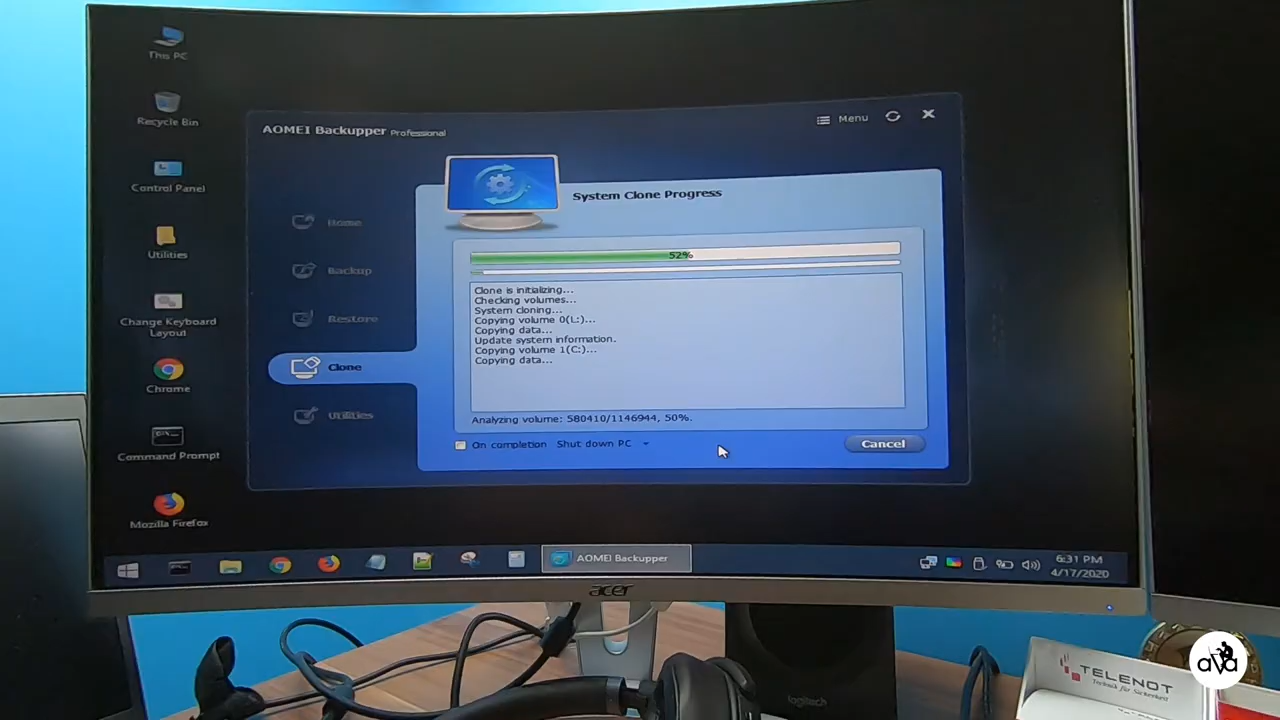 This PC
Recycle Bin
Control Panel
Utilities
Change Keyboard
Layout
Chrome
Command Prompt
Mozilla Firefox
AOMEI Backupper Professional
Menu
Home
Backup
Restore
Clone
Utilities
System Clone Progress
52%
Clone is initializing...
Checking volumes...
System cloning...
Copying volume 0(L:)...
Copying data...
Update system information.
Copying volume 1(C:)...
Copying data...
Analyzing volume: 580410/1146944, 50%.
On completion Shut down PC
Cancel
AOMEI Backupper
6:31 PM
4/17/2020
acer
logitech
TELENOT
Technik für Sicherheit
ava